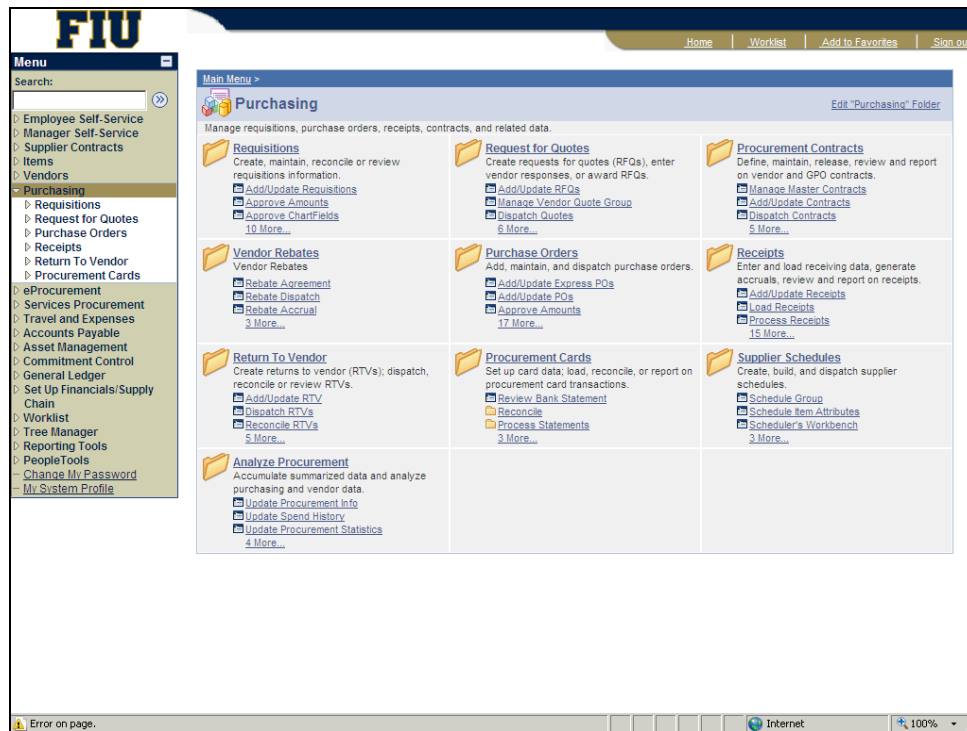 FIU
Home
Worklist
Add to Favorites
Sign ou
Menu
Search:
Employee Self-Service
Manager Self-Service
Supplier Contracts
Items
Vendors
Purchasing
Requisitions
Request for Quotes
Purchase Orders
Receipts
Return To Vendor
Procurement Cards
eProcurement
Services Procurement
Travel and Expenses
Accounts Payable
Asset Management
Commitment Control
General Ledger
Set Up Financials/Supply
Chain
Worklist
Tree Manager
Reporting Tools
PeopleTools
Change My Password
My System Profile
Main Menu >
Purchasing
Edit "Purchasing" Folder
Manage requisitions, purchase orders, receipts, contracts, and related data.
Requisitions
Create, maintain, reconcile or review
requisitions information.
Add/Update Requisitions
Approve Amounts
Approve ChartFields
10 More...
Request for Quotes
Create requests for quotes (RFQs), enter
vendor responses, or award RFQs.
Add/Update RFQs
Manage Vendor Quote Group
Dispatch Quotes
6 More...
Procurement Contracts
Define, maintain, release, review and report
on vendor and GPO contracts.
Manage Master Contracts
Add/Update Contracts
Dispatch Contracts
5 More...
Vendor Rebates
Vendor Rebates
Rebate Agreement
Rebate Dispatch
Rebate Accrual
3 More...
Purchase Orders
Add, maintain, and dispatch purchase orders.
Add/Update Express POs
Add/Update POs
Approve Amounts
17 More...
Receipts
Enter and load receiving data, generate
accruals, review and report on receipts.
Add/Update Receipts
Load Receipts
Process Receipts
15 More...
Return To Vendor
Create returns to vendor (RTVs); dispatch,
reconcile or review RTVs.
Add/Update RTV
Dispatch RTVs
Reconcile RTVs
5 More...
Procurement Cards
Set up card data; load, reconcile, or report on
procurement card transactions.
Review Bank Statement
Reconcile
Process Statements
3 More...
Supplier Schedules
Create, build, and dispatch supplier
schedules.
Schedule Group
Schedule Item Attributes
Scheduler's Workbench
3 More...
Analyze Procurement
Accumulate summarized data and analyze
purchasing and vendor data.
Update Procurement Info
Update Spend History
Update Procurement Statistics
4 More...
Error on page.
Internet
100%